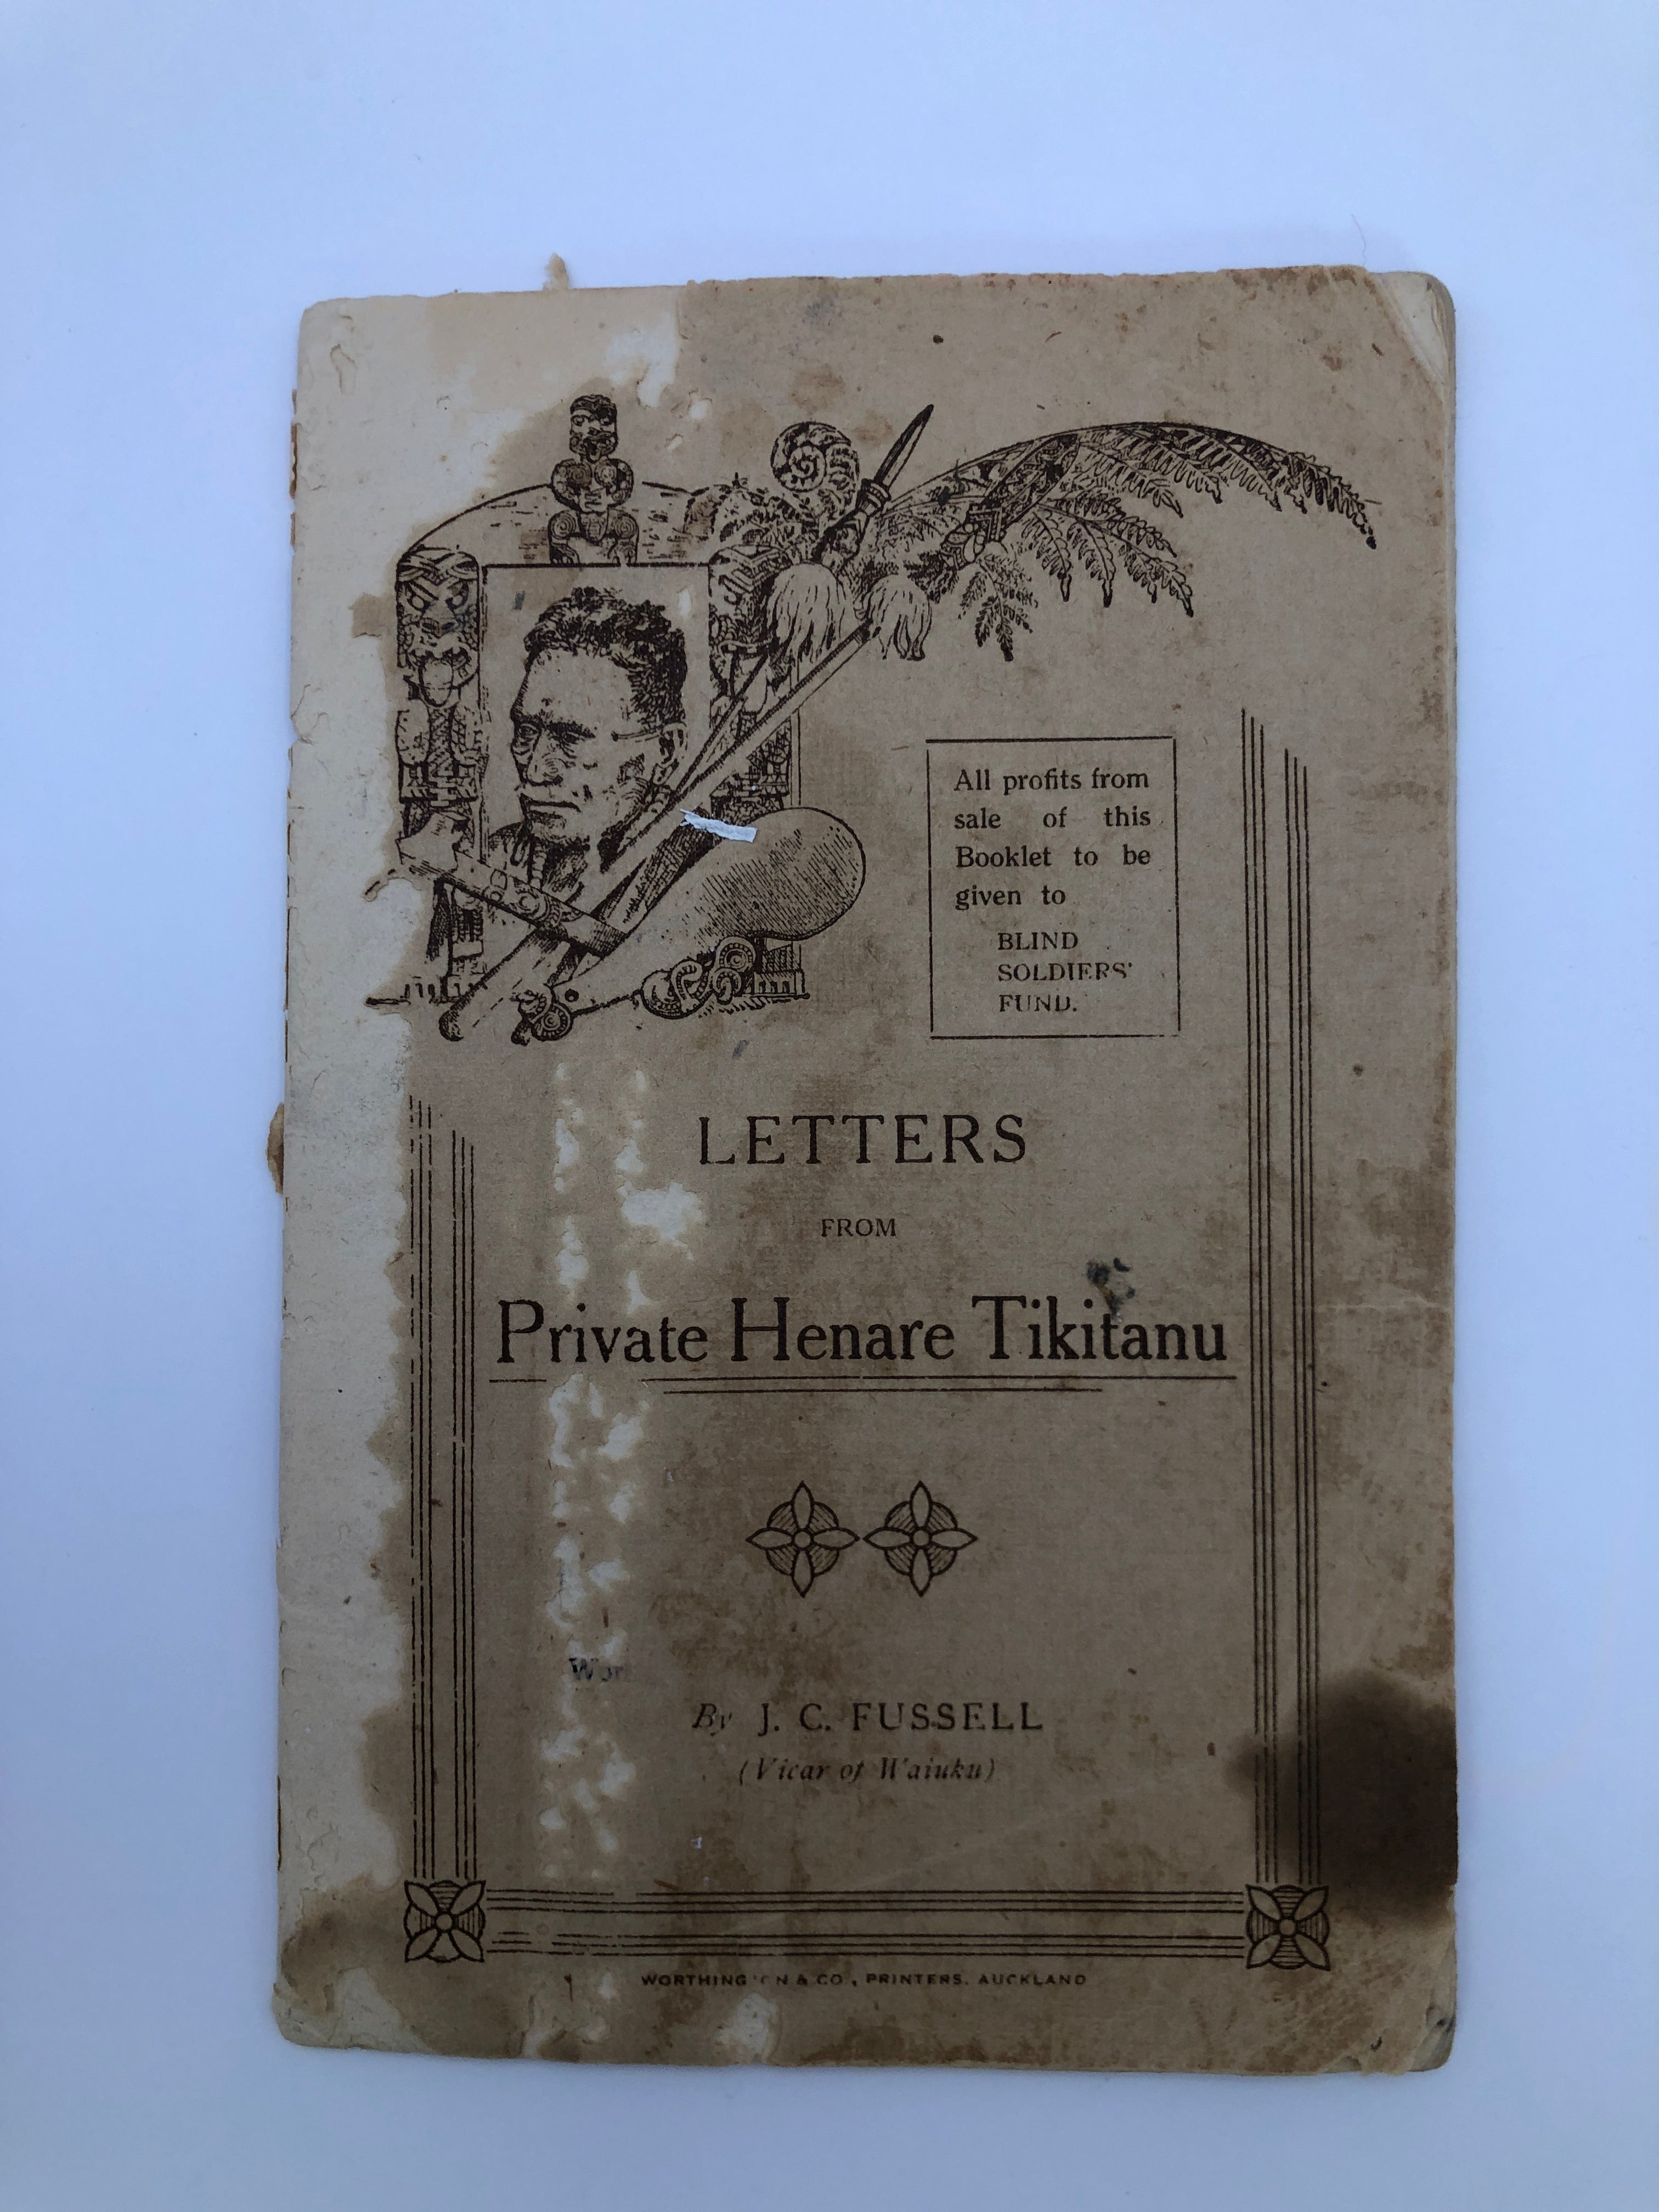 All profits from
sale of this
Booklet to be
given to
BLIND
SOLDIERS'
FUND.
LETTERS
FROM
Private Henare Tikitanu
By J. C. FUSSELL
(Vicar of Waiuku)
& CO., PRINTERS, AUCKLAND